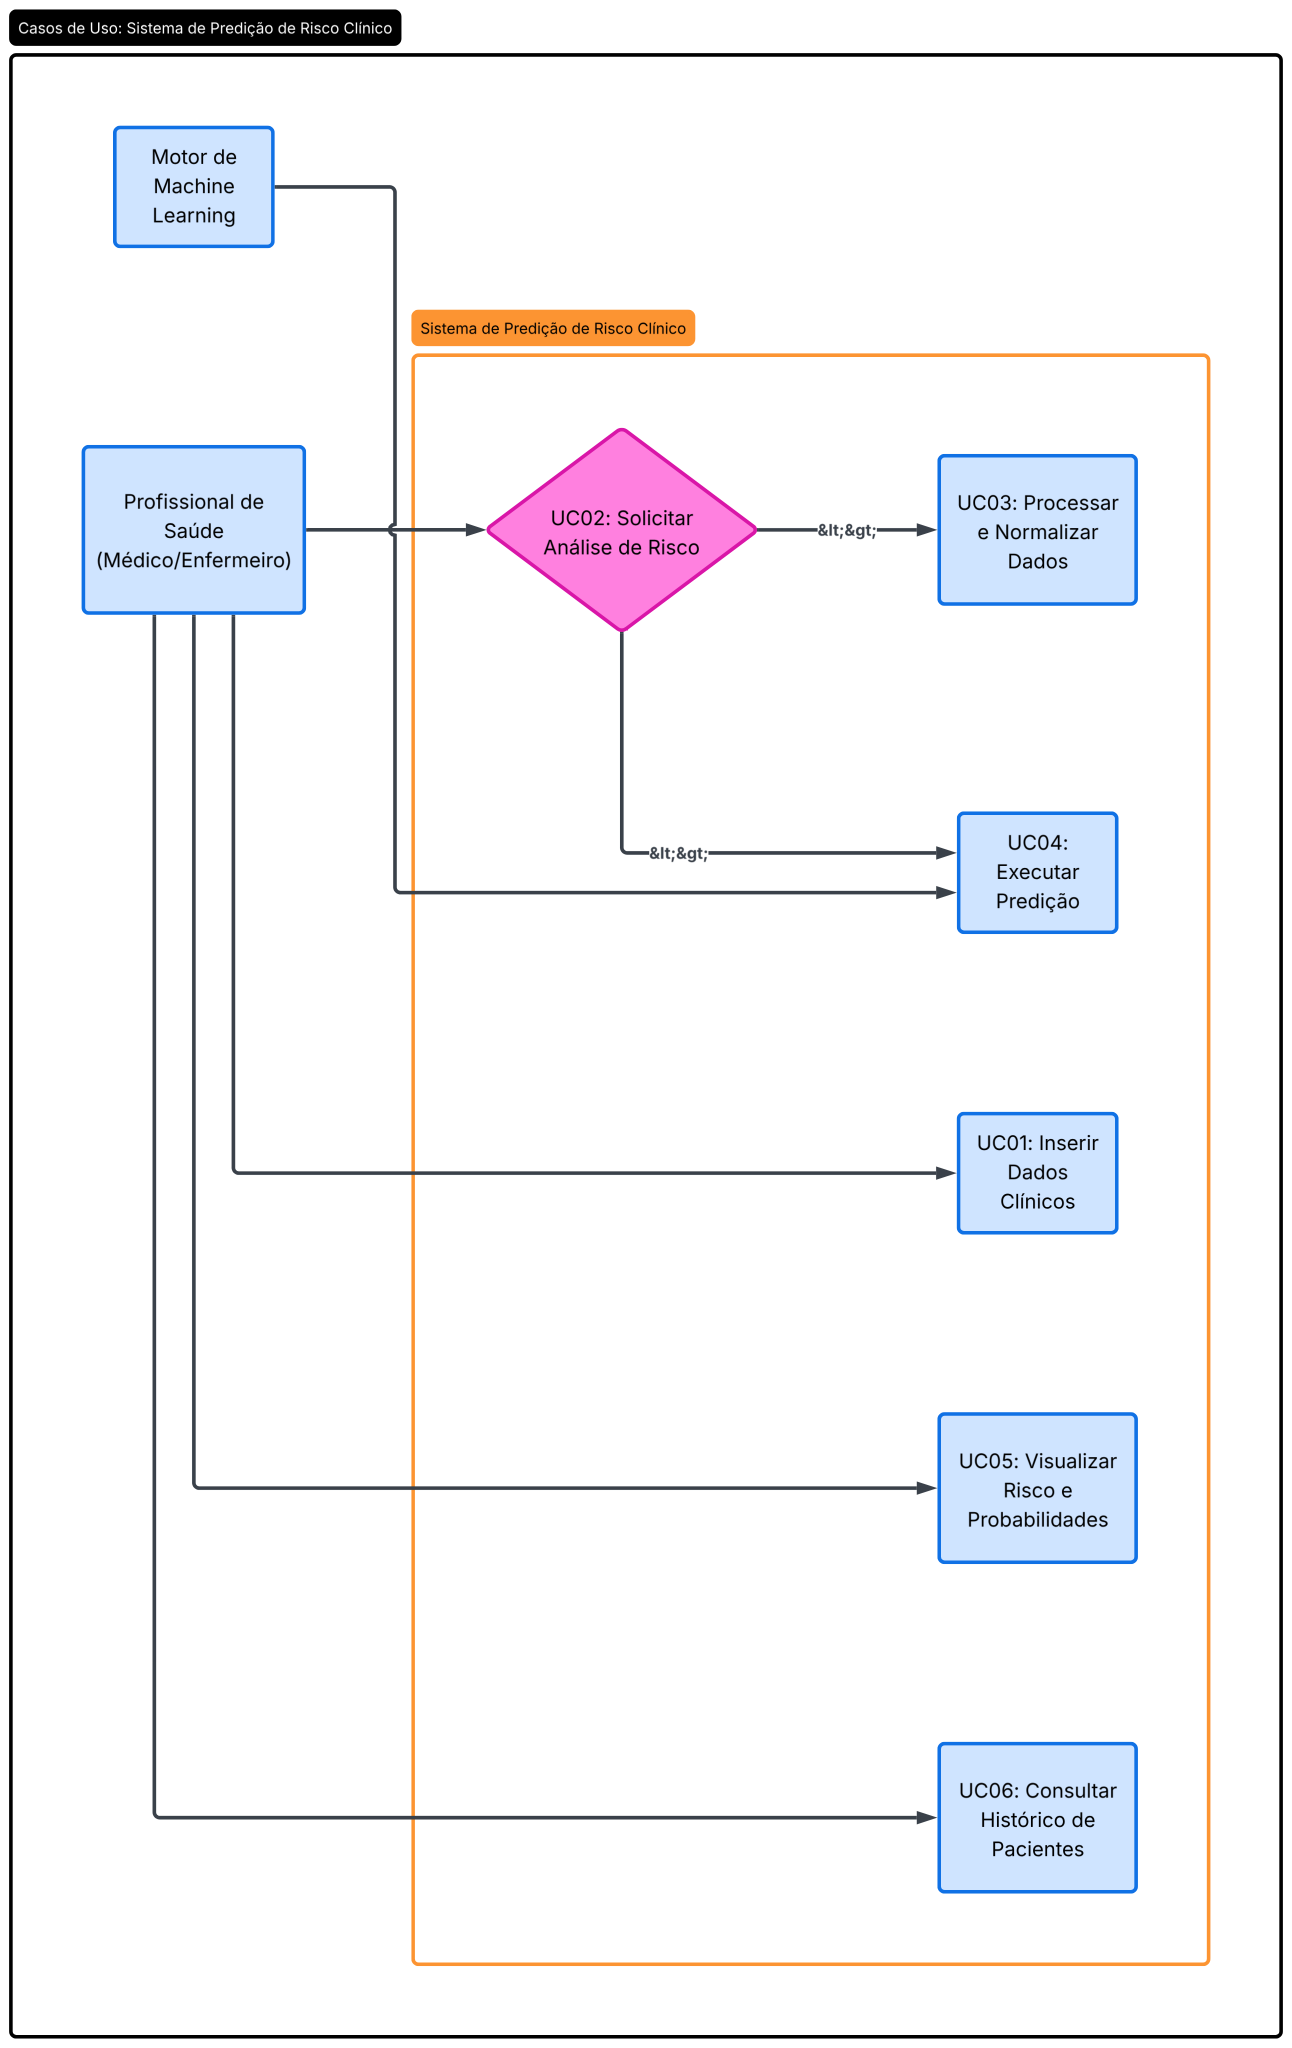 Casos de Uso: Sistema de Predição de Risco Clínico
Motor de
Machine
Learning
Sistema de Predição de Risco Clínico
Profissional de
Saúde
(Médico/Enfermeiro)
UC02: Solicitar
Análise de Risco
&lt;&gt;
UC03: Processar
e Normalizar
Dados
&lt;&gt;
UC04:
Executar
Predição
UC01: Inserir
Dados
Clínicos
UC05: Visualizar
Risco e
Probabilidades
UC06: Consultar
Histórico de
Pacientes